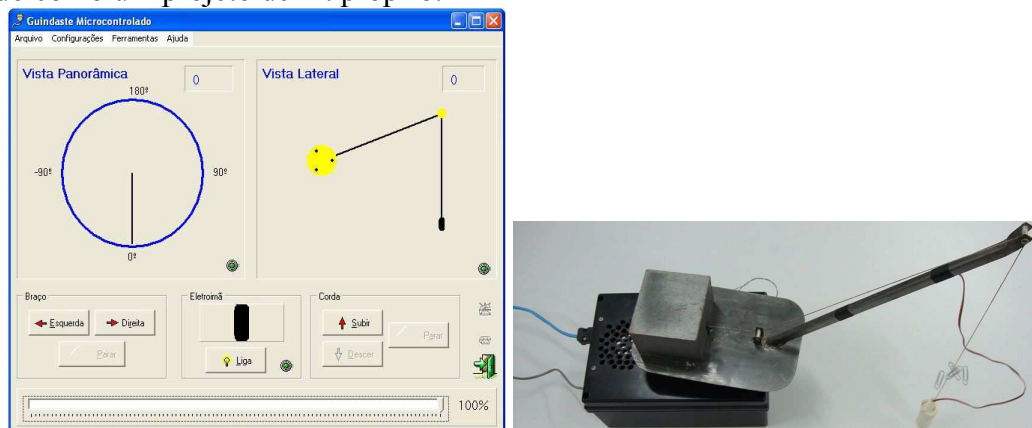 Guindaste Microcontrolado
Arquivo Configurações Ferramentas Ajuda
Vista Panorâmica 0
180º
-90º 90º
0º
Vista Lateral 0
Braço
Esquerda Direita
Parar
Eletroimã
Liga
Corda
Subir
Parar
Descer
100%